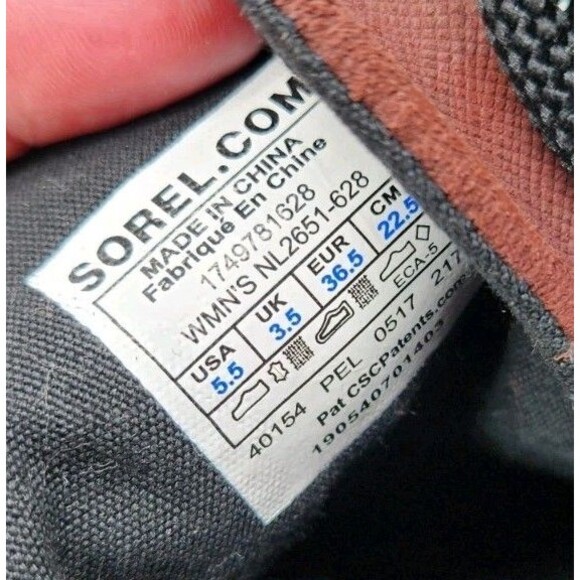 SOREL.COM
MADE IN CHINA
Fabriqué En Chine
1749781628
WMN'S NL2651-628
USA UK EUR CM
5.5 3.5 36.5 22.5
ECA-5
40154 PEL 0517 217
Pat CSCPatents.com
190540701403